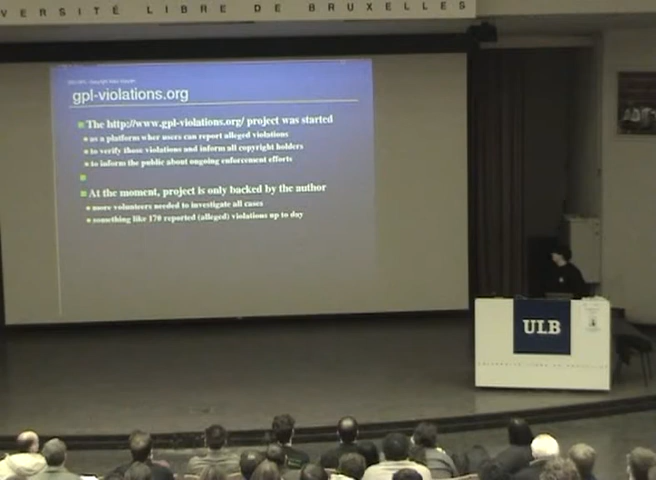 VERSITÉ LIBRE DE BRUXELLES
gpl-violations.org
The http://www.gpl-violations.org/ project was started
as a platform wher users can report alleged violations
to verify those violations and inform all copyright holders
to inform the public about ongoing enforcement efforts
At the moment, project is only backed by the author
more volunteers needed to investigate all cases
something like 170 reported (alleged) violations up to day
ULB